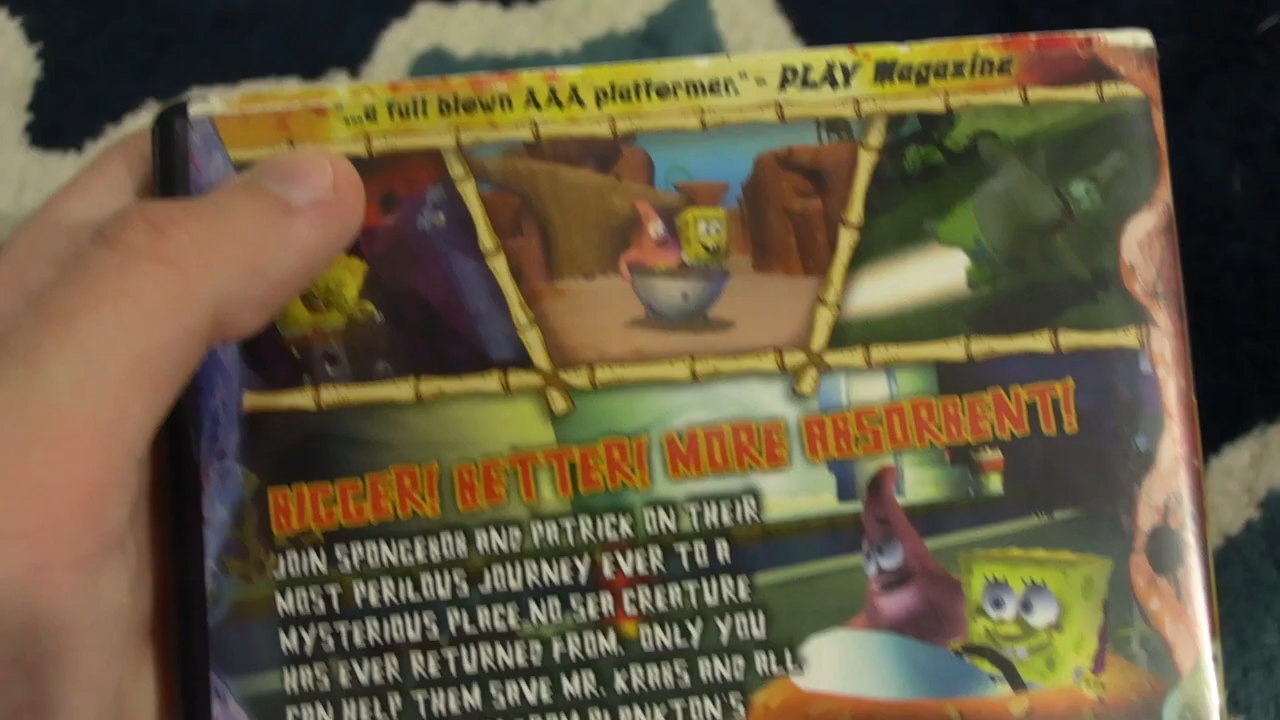 "...a full blown AAA platformer." - PLAY Magazine
BIGGER! BETTER! MORE ABSORBENT!
JOIN SPONGEBOB AND PATRICK ON THEIR
MOST PERILOUS JOURNEY EVER TO A
MYSTERIOUS PLACE NO SEA CREATURE
HAS EVER RETURNED FROM. ONLY YOU
CAN HELP THEM SAVE MR. KRABS AND ALL
PLANKTON'S